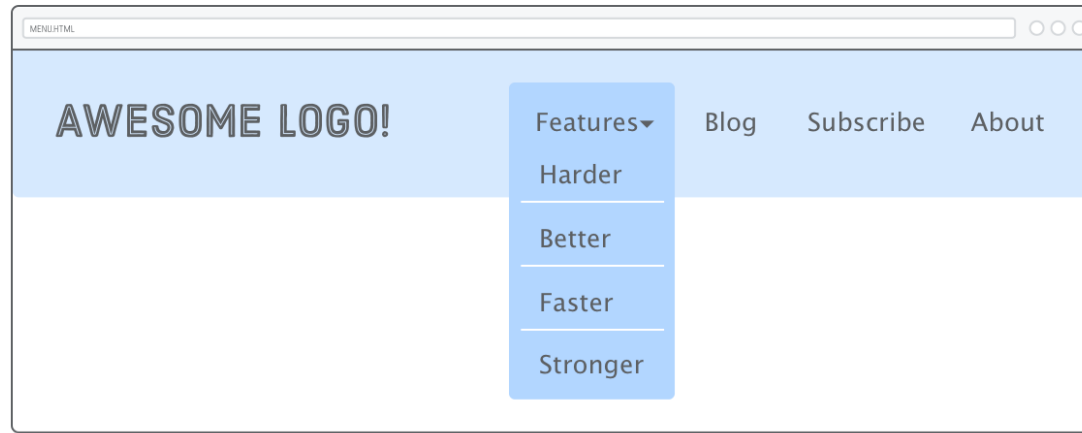 MENU.HTML
AWESOME LOGO! Features Blog Subscribe About
Harder
Better
Faster
Stronger